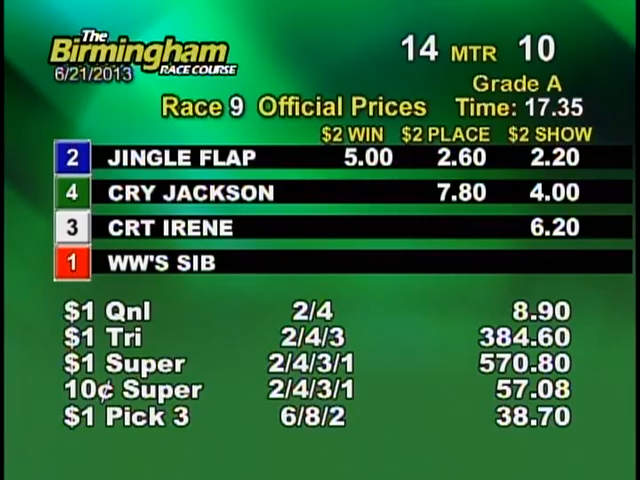 The
Birmingham
RACE COURSE
6/21/2013
14 MTR 10
Grade A
Race 9 Official Prices Time: 17.35
$2 WIN $2 PLACE $2 SHOW
2 JINGLE FLAP 5.00 2.60 2.20
4 CRY JACKSON 7.80 4.00
3 CRT IRENE 6.20
1 WW'S SIB
$1 Qnl 2/4 8.90
$1 Tri 2/4/3 384.60
$1 Super 2/4/3/1 570.80
10¢ Super 2/4/3/1 57.08
$1 Pick 3 6/8/2 38.70